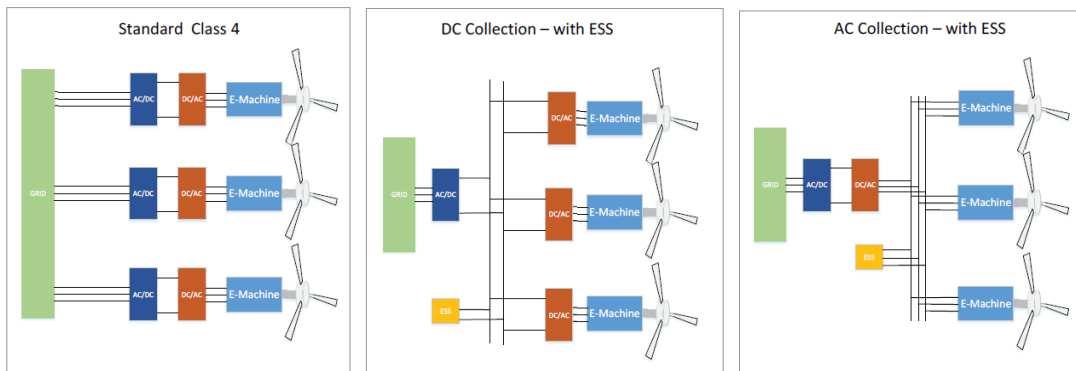 Standard Class 4
GRID
AC/DC
DC/AC
E-Machine
AC/DC
DC/AC
E-Machine
AC/DC
DC/AC
E-Machine
DC Collection – with ESS
GRID
AC/DC
ESS
DC/AC
E-Machine
DC/AC
E-Machine
DC/AC
E-Machine
AC Collection – with ESS
GRID
AC/DC
DC/AC
ESS
E-Machine
E-Machine
E-Machine